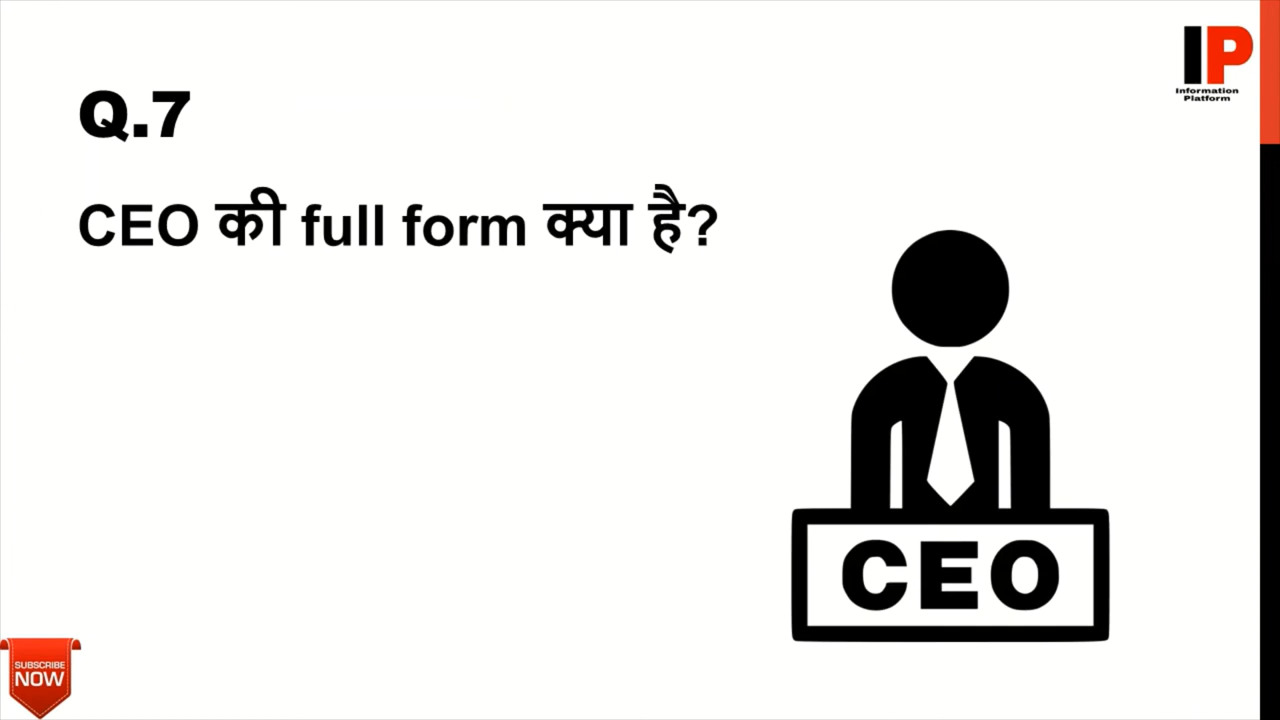 IP
Information
Platform
Q.7
CEO की full form क्या है?
CEO
SUBSCRIBE
NOW